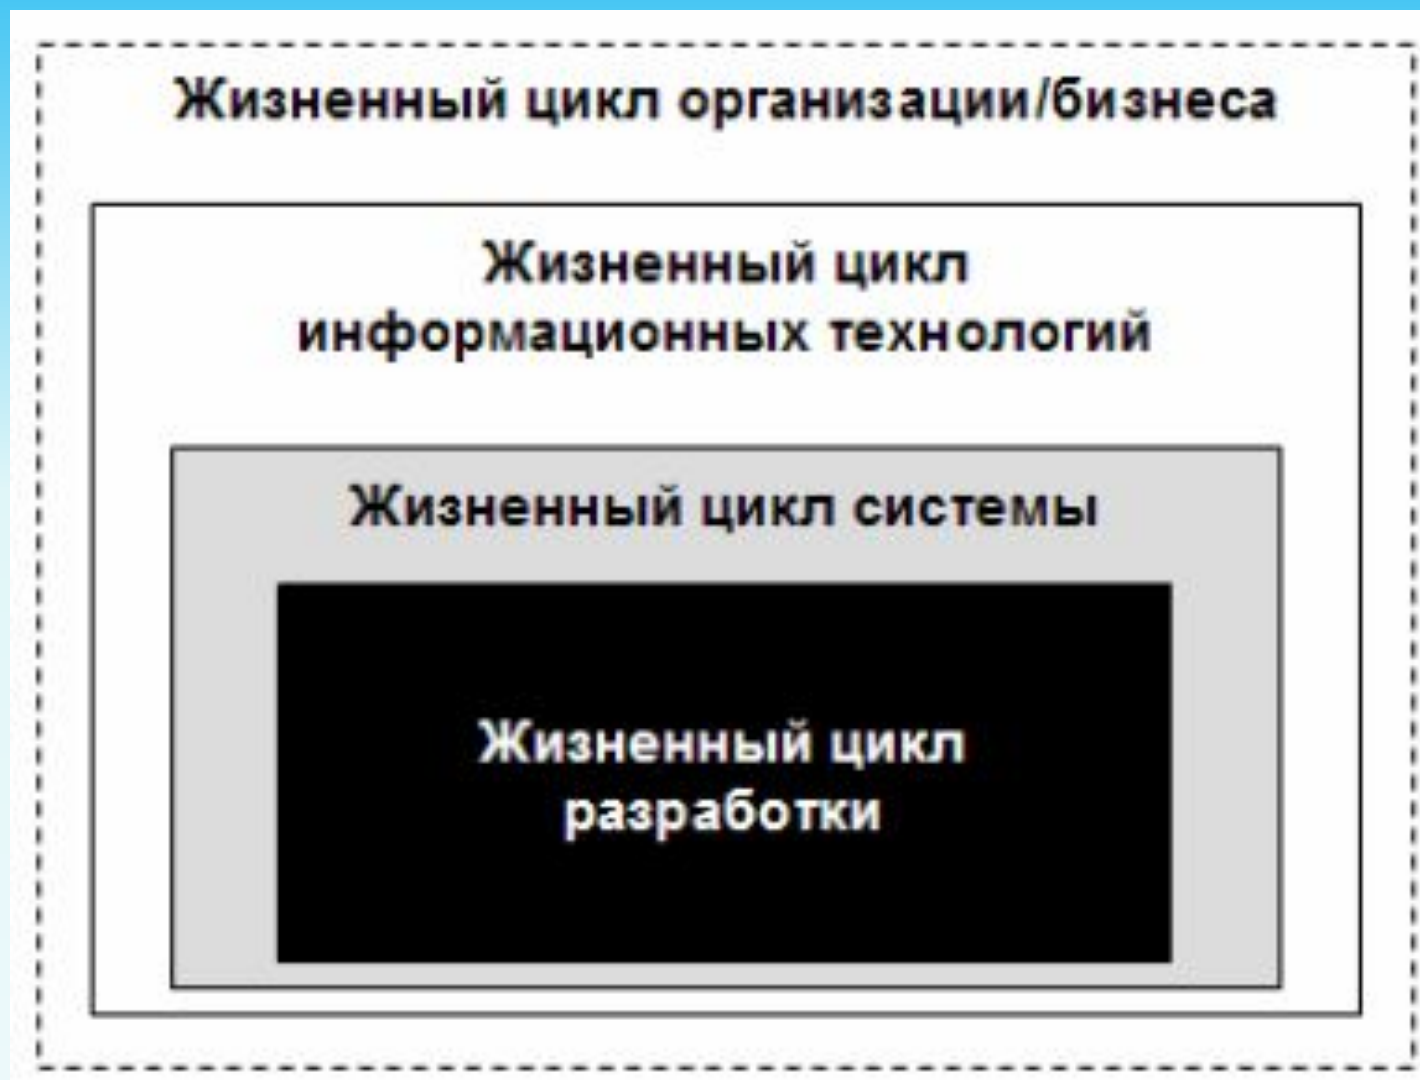 Жизненный цикл организации/бизнеса
Жизненный цикл
информационных технологий
Жизненный цикл системы
Жизненный цикл
разработки